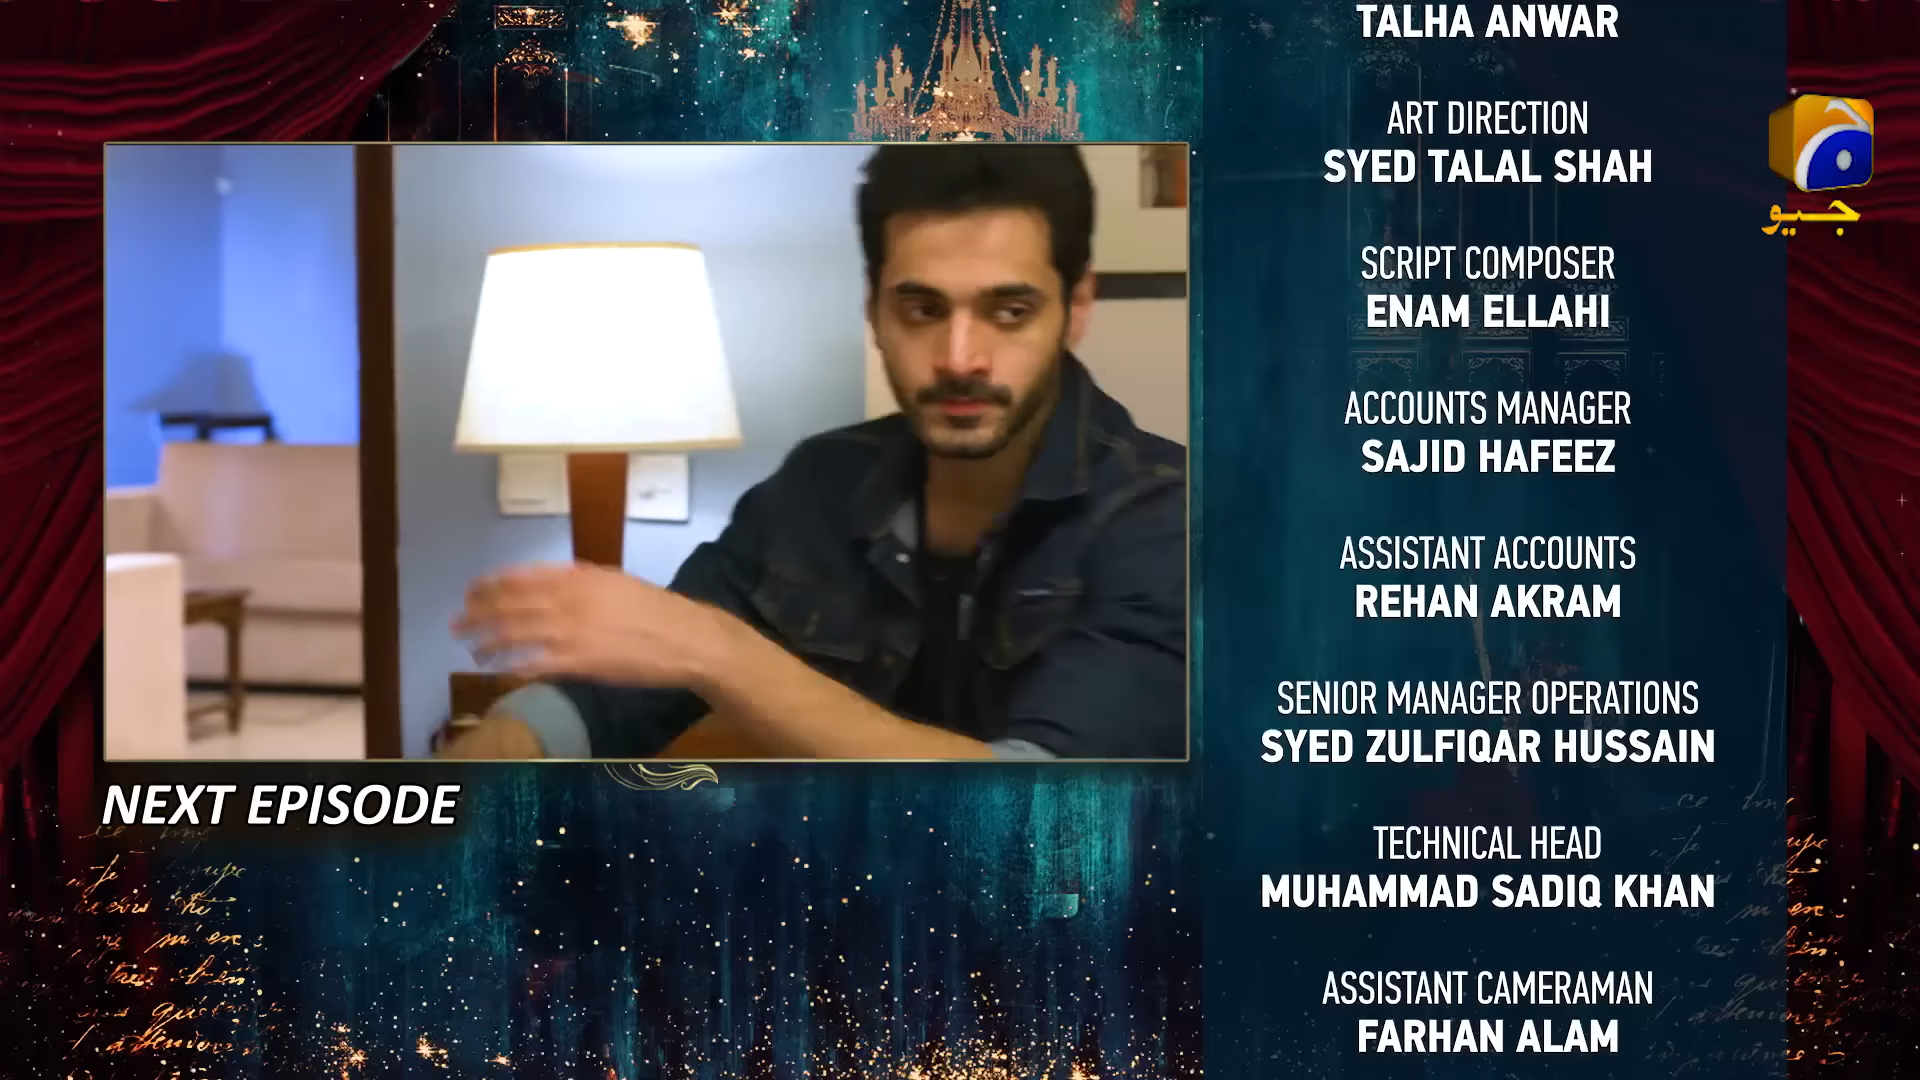 TALHA ANWAR
ART DIRECTION
SYED TALAL SHAH
SCRIPT COMPOSER
ENAM ELLAHI
ACCOUNTS MANAGER
SAJID HAFEEZ
ASSISTANT ACCOUNTS
REHAN AKRAM
SENIOR MANAGER OPERATIONS
SYED ZULFIQAR HUSSAIN
TECHNICAL HEAD
MUHAMMAD SADIQ KHAN
ASSISTANT CAMERAMAN
FARHAN ALAM
جیو
NEXT EPISODE